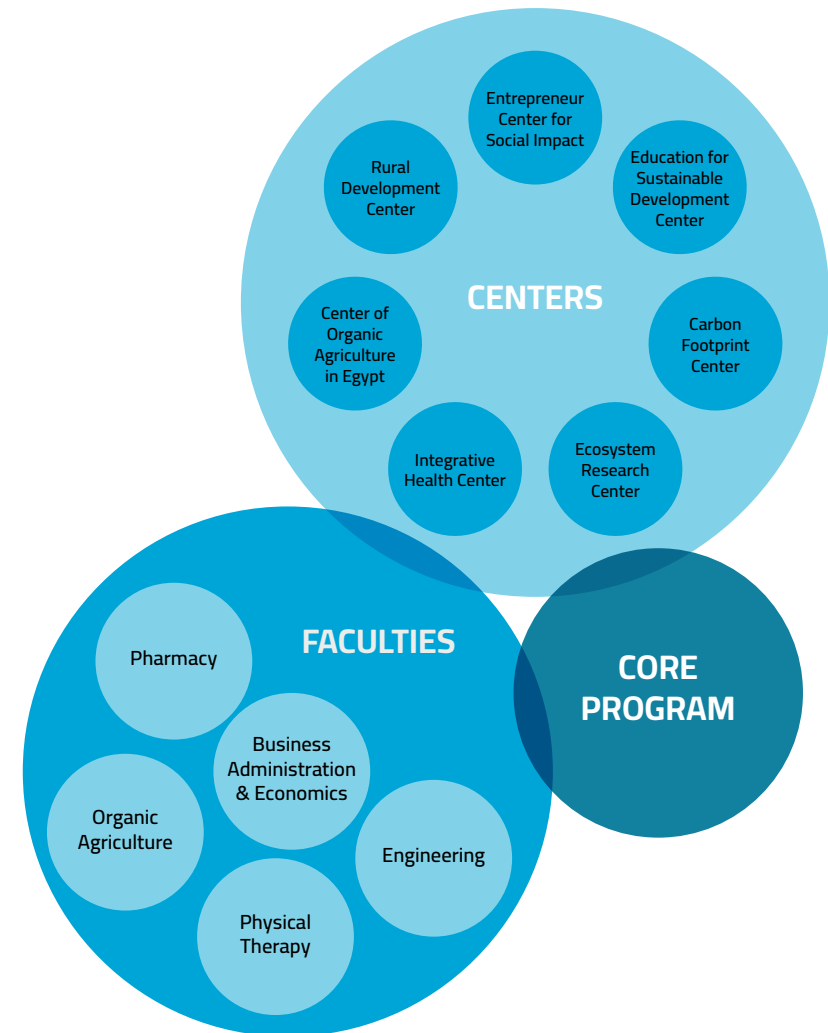 Entrepreneur
Center for
Social Impact
Rural
Development
Center
Education for
Sustainable
Development
Center
CENTERS
Center of
Organic
Agriculture
in Egypt
Carbon
Footprint
Center
Integrative
Health Center
Ecosystem
Research
Center
FACULTIES
Pharmacy
Business
Administration
& Economics
Organic
Agriculture
Engineering
Physical
Therapy
CORE
PROGRAM